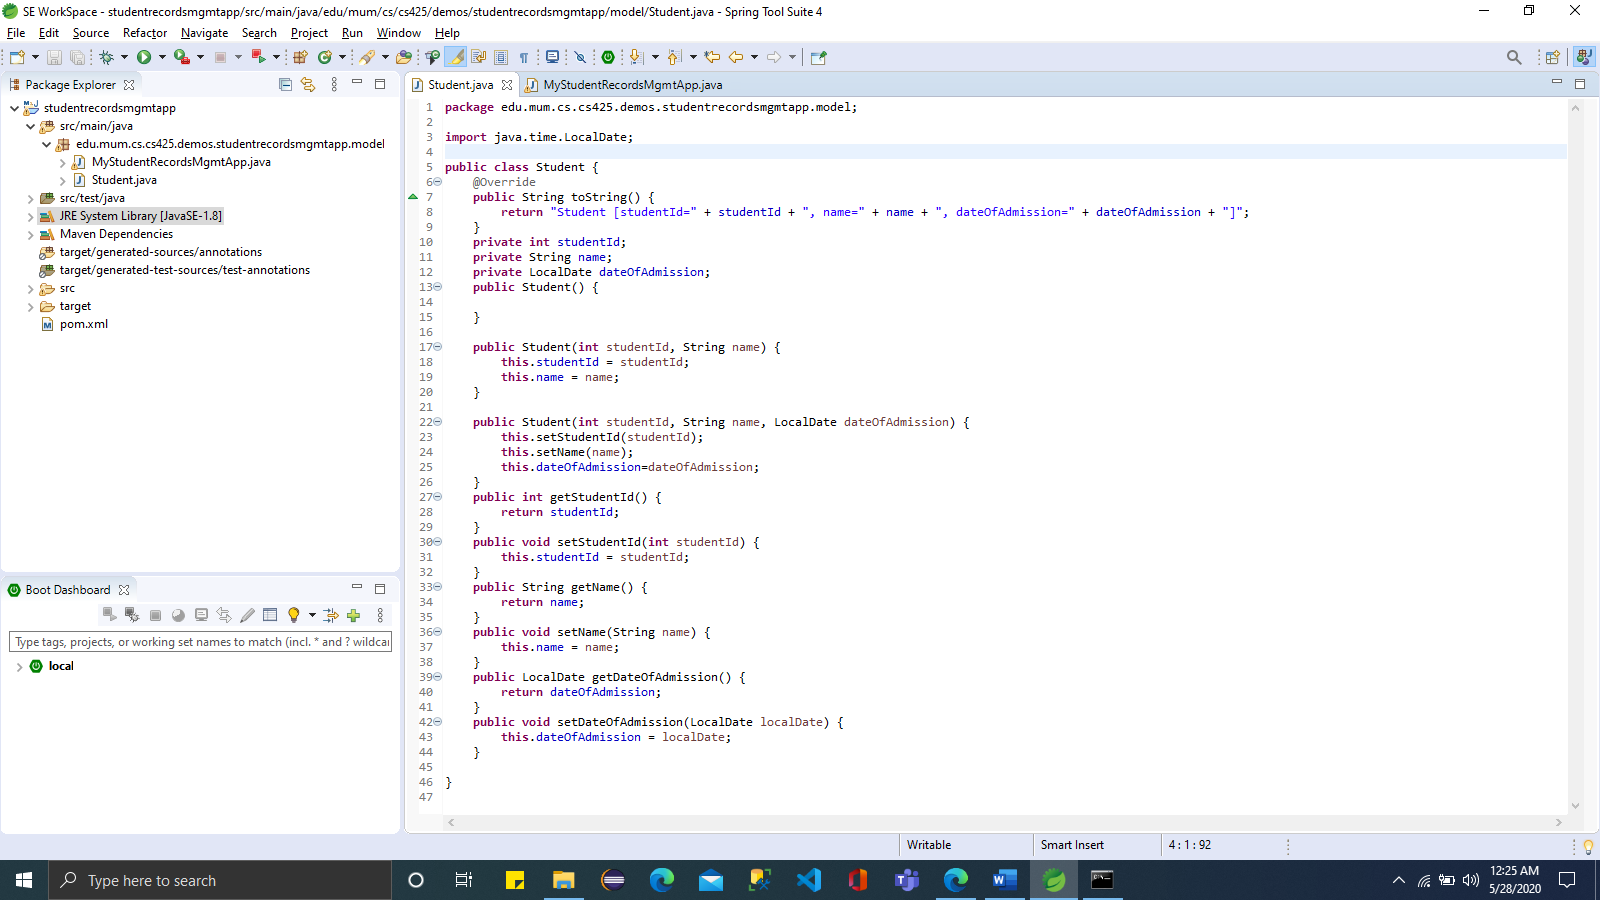 SE WorkSpace - studentrecordsmgmtapp/src/main/java/edu/mum/cs/cs425/demos/studentrecordsmgmtapp/model/Student.java - Spring Tool Suite 4
File Edit Source Refactor Navigate Search Project Run Window Help
Package Explorer
studentrecordsmgmtapp
src/main/java
edu.mum.cs.cs425.demos.studentrecordsmgmtapp.model
MyStudentRecordsMgmtApp.java
Student.java
src/test/java
JRE System Library [JavaSE-1.8]
Maven Dependencies
target/generated-sources/annotations
target/generated-test-sources/test-annotations
src
target
pom.xml
Boot Dashboard
Type tags, projects, or working set names to match (incl. * and ? wildcar
local
Student.java MyStudentRecordsMgmtApp.java
1 package edu.mum.cs.cs425.demos.studentrecordsmgmtapp.model;
2
3 import java.time.LocalDate;
4
5 public class Student {
6 @Override
7 public String toString() {
8 return "Student [studentId=" + studentId + ", name=" + name + ", dateOfAdmission=" + dateOfAdmission + "]";
9 }
10 private int studentId;
11 private String name;
12 private LocalDate dateOfAdmission;
13 public Student() {
14
15 }
16
17 public Student(int studentId, String name) {
18 this.studentId = studentId;
19 this.name = name;
20 }
21
22 public Student(int studentId, String name, LocalDate dateOfAdmission) {
23 this.setStudentId(studentId);
24 this.setName(name);
25 this.dateOfAdmission=dateOfAdmission;
26 }
27 public int getStudentId() {
28 return studentId;
29 }
30 public void setStudentId(int studentId) {
31 this.studentId = studentId;
32 }
33 public String getName() {
34 return name;
35 }
36 public void setName(String name) {
37 this.name = name;
38 }
39 public LocalDate getDateOfAdmission() {
40 return dateOfAdmission;
41 }
42 public void setDateOfAdmission(LocalDate localDate) {
43 this.dateOfAdmission = localDate;
44 }
45
46 }
47
Writable Smart Insert 4 : 1 : 92
Type here to search
12:25 AM
5/28/2020